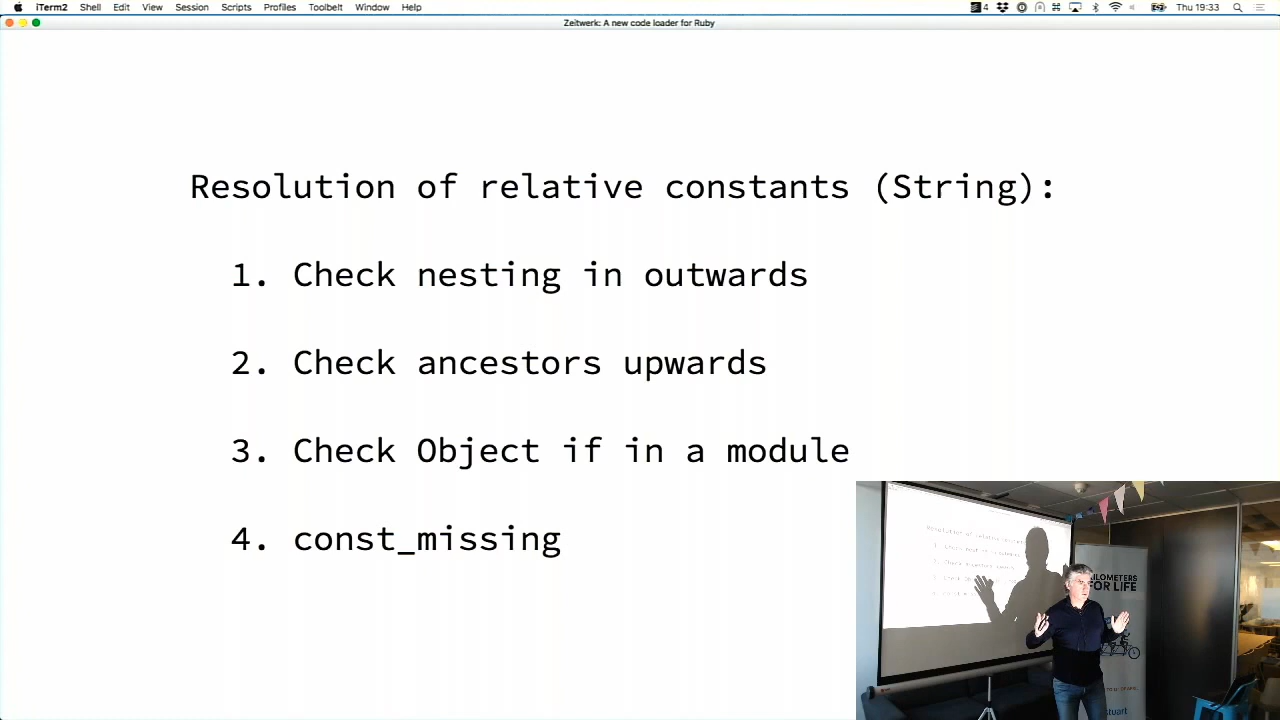 iTerm2 Shell Edit View Session Scripts Profiles Toolbelt Window Help 4 Thu 19:33
Zeitwerk: A new code loader for Ruby
Resolution of relative constants (String):
1. Check nesting in outwards
2. Check ancestors upwards
3. Check Object if in a module
4. const_missing
KILOMETERS
FOR LIFE
stuart